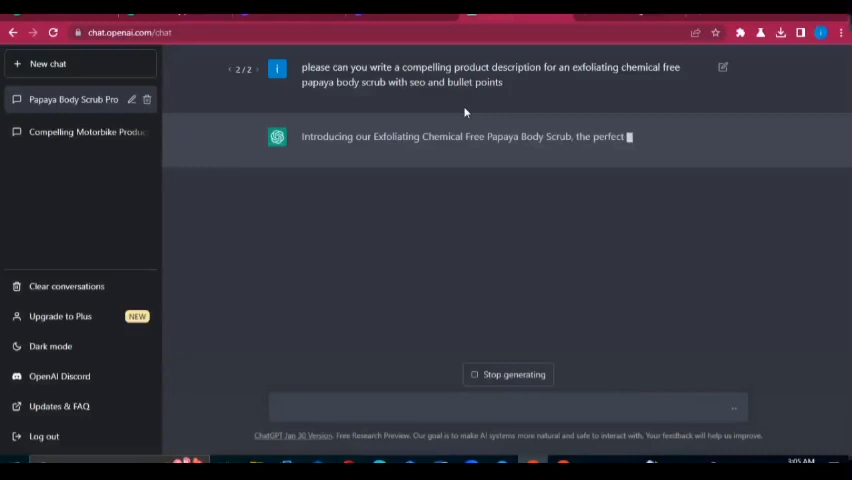 chat.openai.com/chat
New chat
2 / 2
i
please can you write a compelling product description for an exfoliating chemical free
papaya body scrub with seo and bullet points
Papaya Body Scrub Pro
Compelling Motorbike Produc
Introducing our Exfoliating Chemical Free Papaya Body Scrub, the perfect
Clear conversations
Upgrade to Plus NEW
Dark mode
OpenAI Discord
Updates & FAQ
Log out
Stop generating
ChatGPT Jan 30 Version. Free Research Preview. Our goal is to make AI systems more natural and safe to interact with. Your feedback will help us improve.
3:05 AM